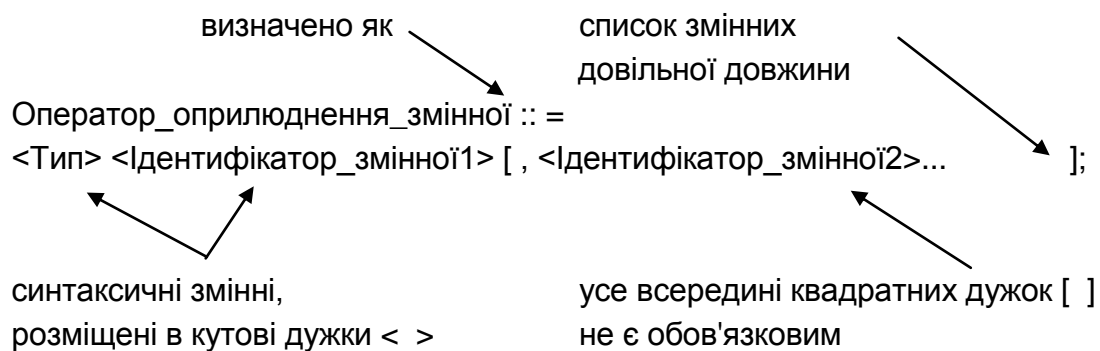 визначено як список змінних
довільної довжини
Оператор_оприлюднення_змінної :: =
<Тип> <Ідентифікатор_змінної1> [ , <Ідентифікатор_змінної2>... ];
синтаксичні змінні, усе всередині квадратних дужок [ ]
розміщені в кутові дужки < > не є обов'язковим